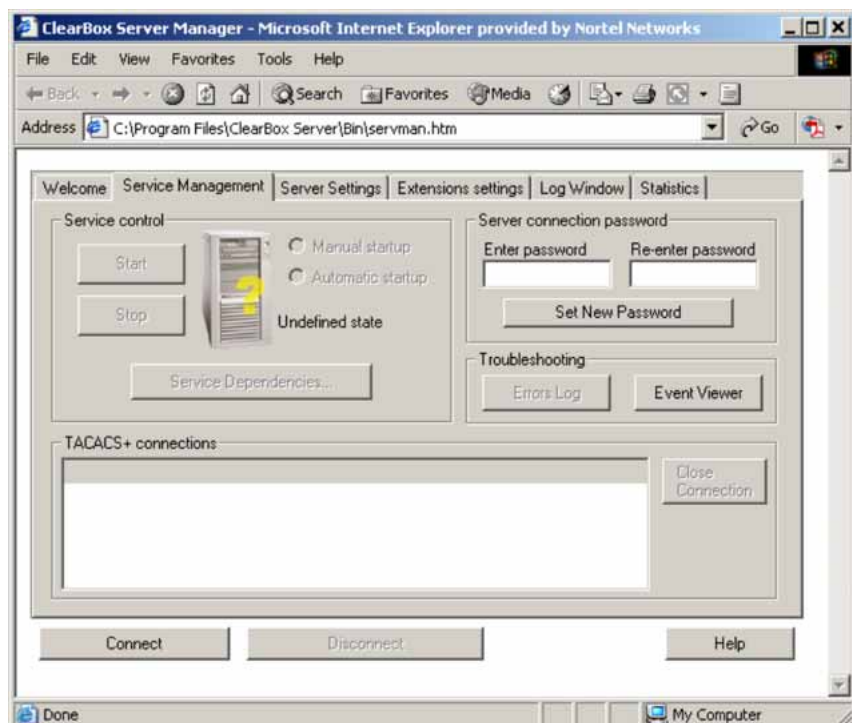 ClearBox Server Manager - Microsoft Internet Explorer provided by Nortel Networks
File Edit View Favorites Tools Help
Back Search Favorites Media
Address C:\Program Files\ClearBox Server\Bin\servman.htm Go
Welcome Service Management Server Settings Extensions settings Log Window Statistics
Service control
Start
Stop
Manual startup
Automatic startup
?
Undefined state
Service Dependencies...
Server connection password
Enter password Re-enter password
Set New Password
Troubleshooting
Errors Log Event Viewer
TACACS+ connections
Close
Connection
Connect Disconnect Help
Done My Computer